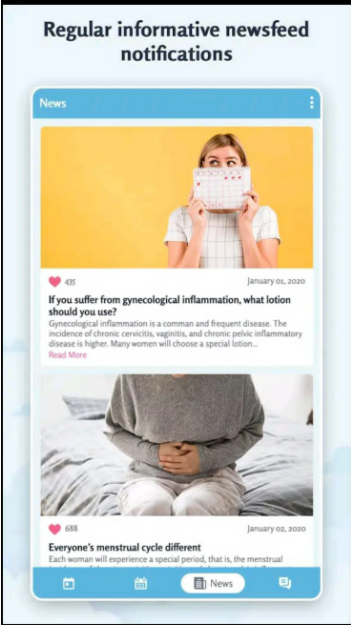 Regular informative newsfeed
notifications
News
435
January 01, 2020
If you suffer from gynecological inflammation, what lotion
should you use?
Gynecological inflammation is a comman and frequent disease. The
incidence of chronic cervicitis, vaginitis, and chronic pelvic inflammatory
disease is higher. Many women will choose a special lotion...
Read More
688
January 02, 2020
Everyone's menstrual cycle different
Each woman will experience a special period, that is, the menstrual
News